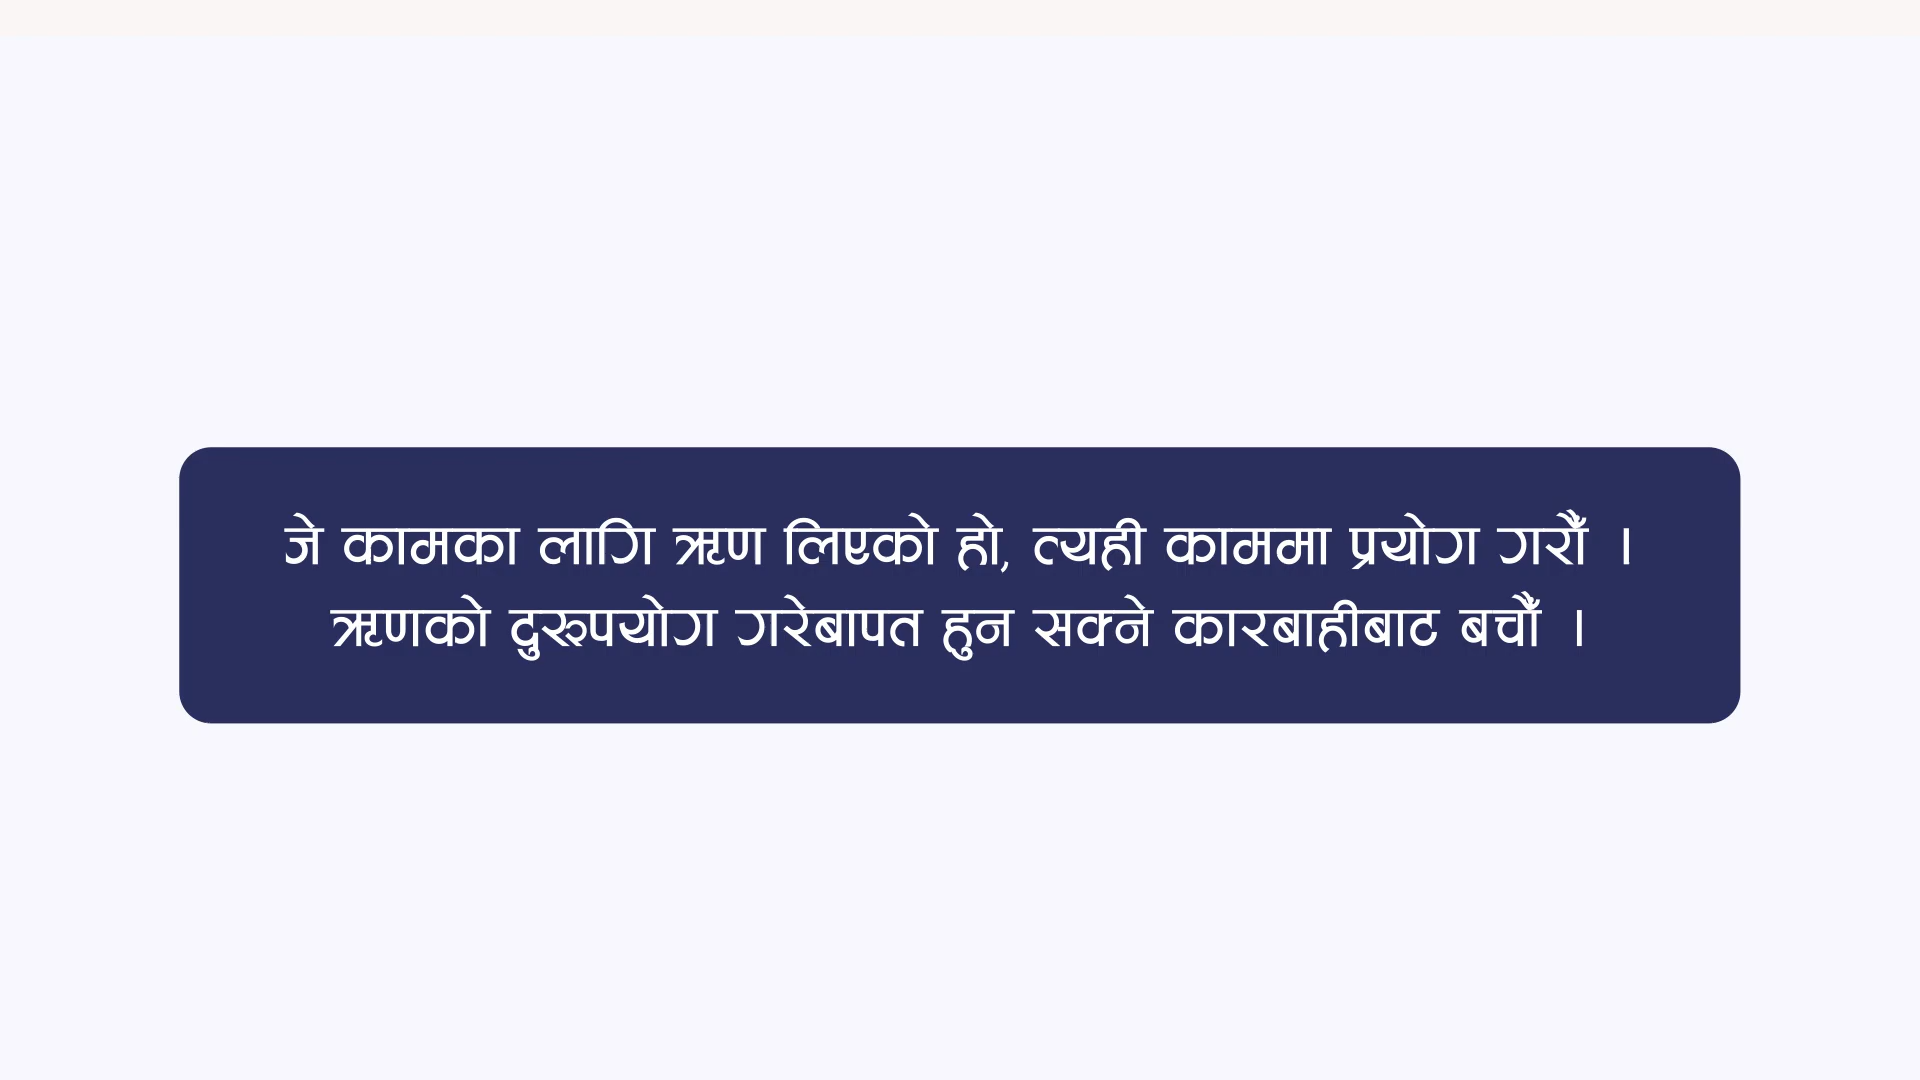 जे कामका लागि ऋण लिएको हो, त्यही काममा प्रयोग गरौँ ।
ऋणको दुरुपयोग गरेबापत हुन सक्ने कारबाहीबाट बचौँ ।